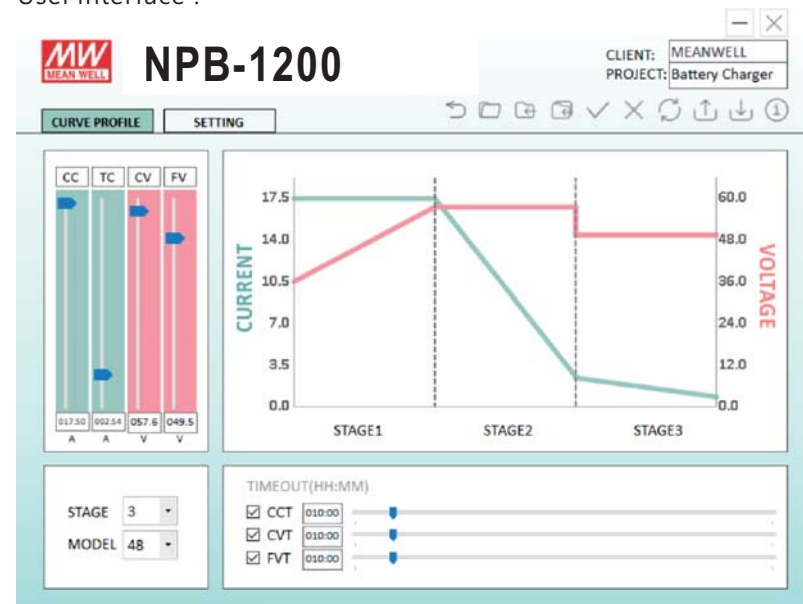 User interface :
MW
MEAN WELL
NPB-1200
CLIENT: MEANWELL
PROJECT: Battery Charger
CURVE PROFILE SETTING
CC TC CV FV
017.50 002.54 057.6 049.5
A A V V
17.5 60.0
14.0 48.0
10.5 36.0
7.0 24.0
3.5 12.0
0.0 0.0
CURRENT
VOLTAGE
STAGE1 STAGE2 STAGE3
STAGE 3
MODEL 48
TIMEOUT(HH:MM)
CCT 010:00
CVT 010:00
FVT 010:00